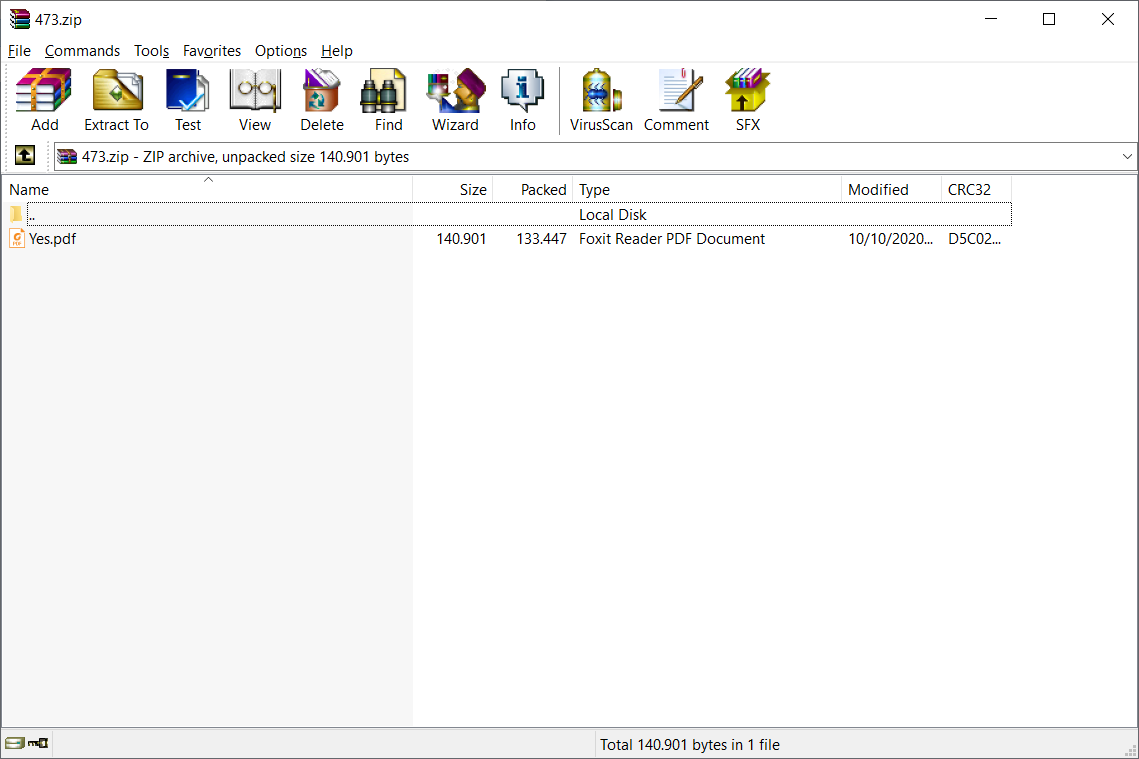 473.zip
File Commands Tools Favorites Options Help
Add Extract To Test View Delete Find Wizard Info VirusScan Comment SFX
473.zip - ZIP archive, unpacked size 140.901 bytes
Name Size Packed Type Modified CRC32
.. Local Disk
Yes.pdf 140.901 133.447 Foxit Reader PDF Document 10/10/2020... D5C02...
Total 140.901 bytes in 1 file